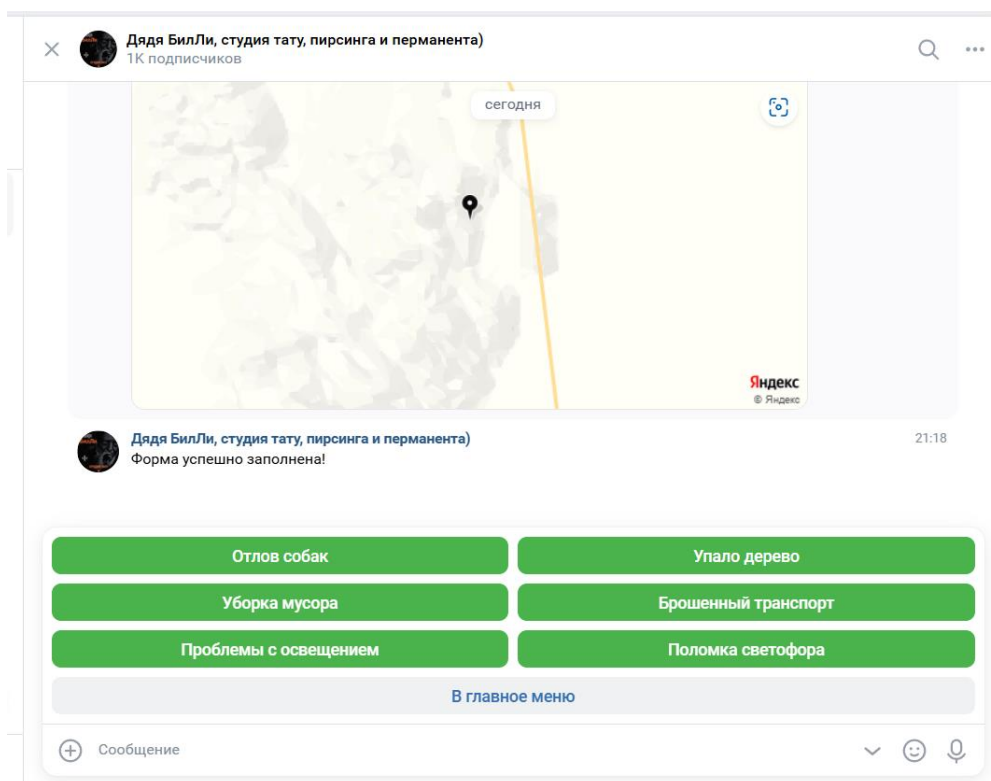 Дядя БилЛи, студия тату, пирсинга и перманента)
1K подписчиков
сегодня
Яндекс
© Яндекс
Дядя БилЛи, студия тату, пирсинга и перманента)
21:18
Форма успешно заполнена!
Отлов собак
Упало дерево
Уборка мусора
Брошенный транспорт
Проблемы с освещением
Поломка светофора
В главное меню
Сообщение